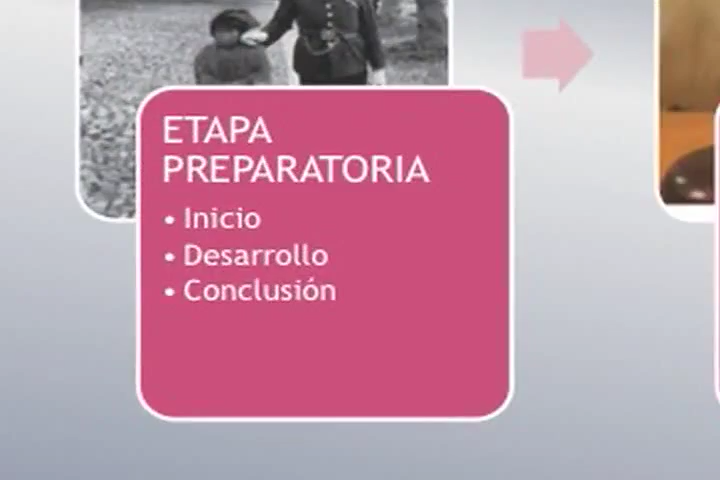 ETAPA
PREPARATORIA
• Inicio
• Desarrollo
• Conclusión